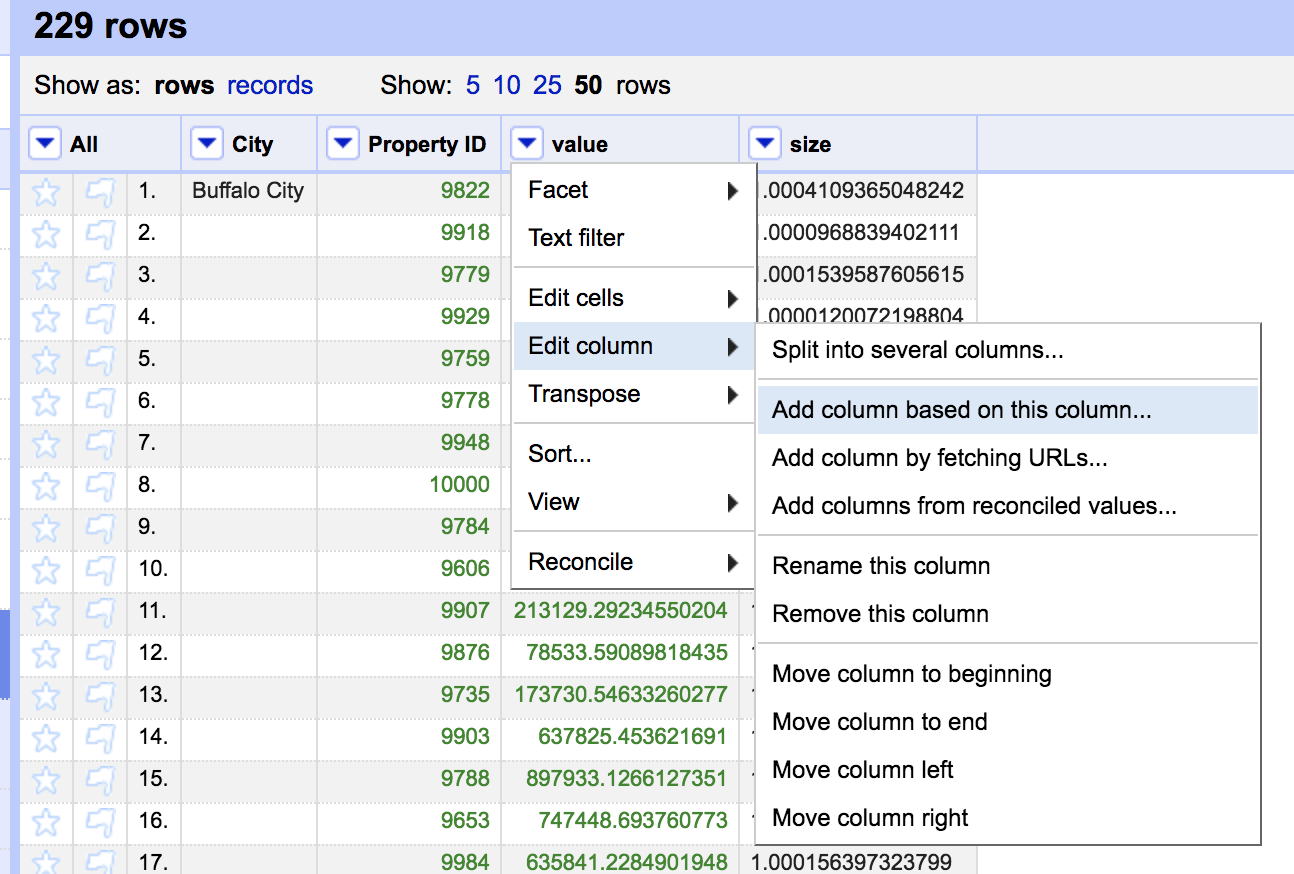 229 rows
Show as: rows records Show: 5 10 25 50 rows
All City Property ID value size
1. Buffalo City 9822 .0004109365048242
2. 9918 .0000968839402111
3. 9779 .0001539587605615
4. 9929 .0000120072198804
5. 9759
6. 9778
7. 9948
8. 10000
9. 9784
10. 9606
11. 9907 213129.29234550204
12. 9876 78533.59089818435
13. 9735 173730.54633260277
14. 9903 637825.453621691
15. 9788 897933.1266127351
16. 9653 747448.693760773
17. 9984 635841.2284901948 1.000156397323799
Facet
Text filter
Edit cells
Edit column
Transpose
Sort...
View
Reconcile
Split into several columns...
Add column based on this column...
Add column by fetching URLs...
Add columns from reconciled values...
Rename this column
Remove this column
Move column to beginning
Move column to end
Move column left
Move column right